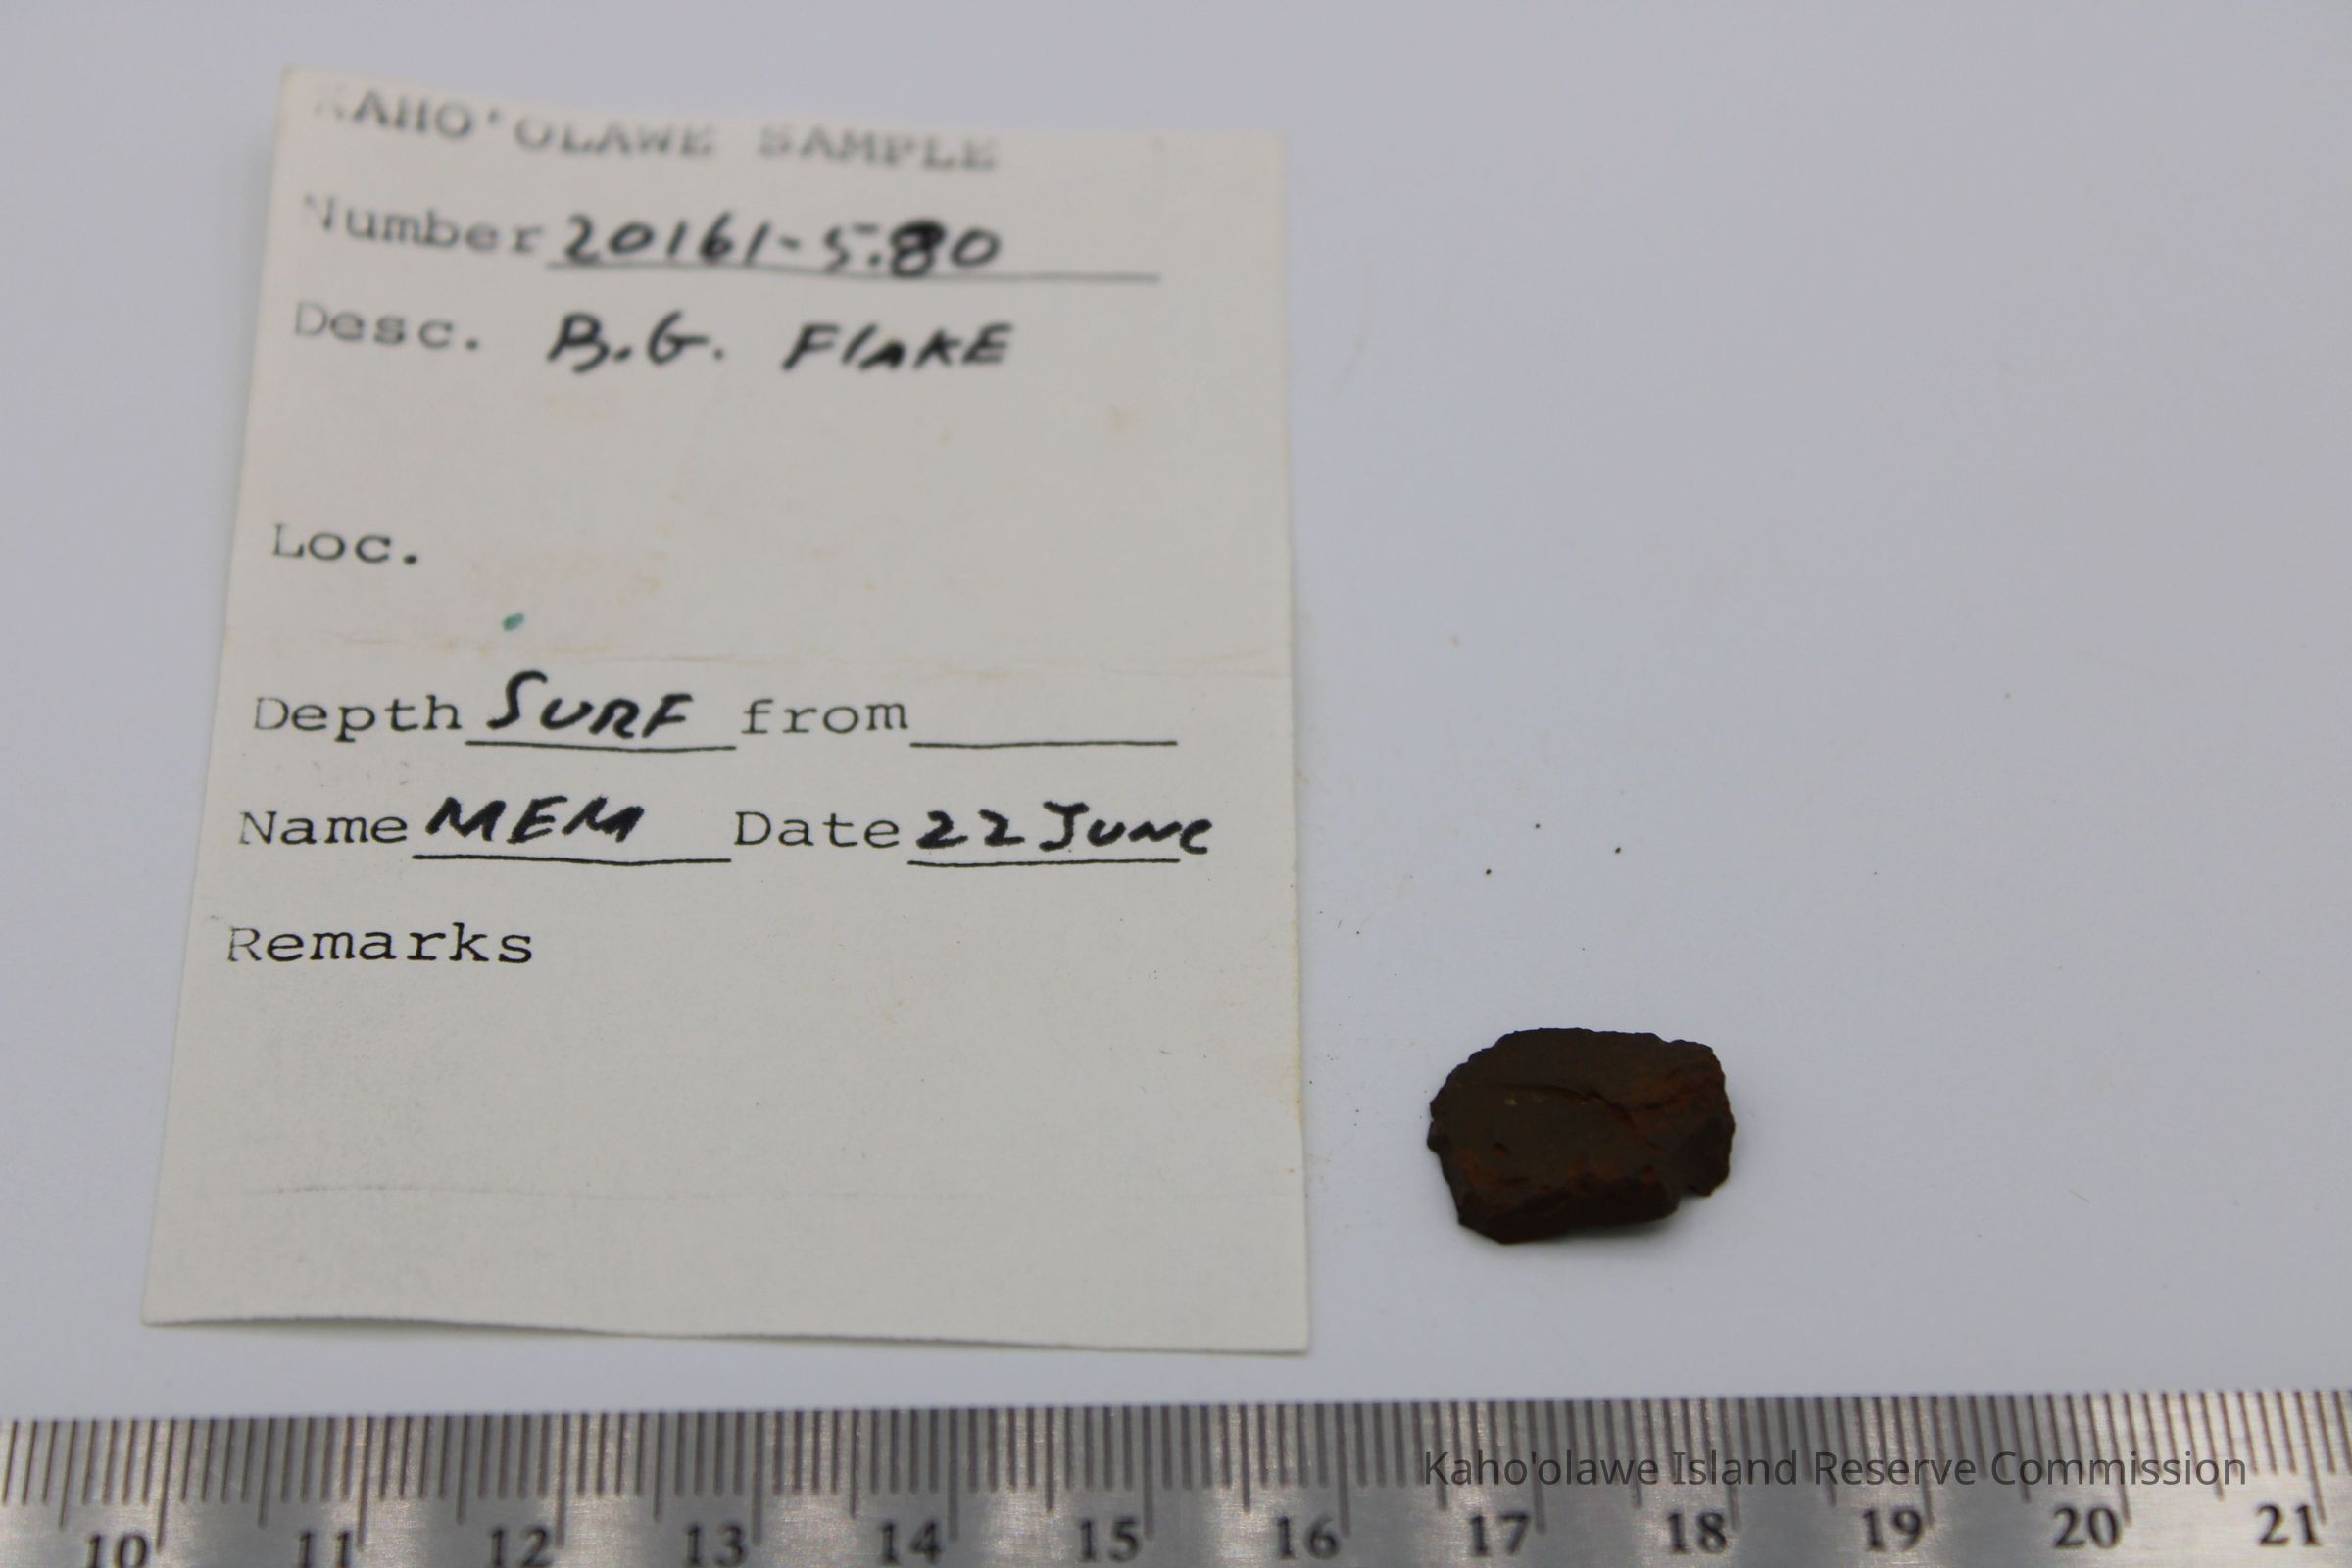 KAHO'OLAWE SAMPLE
Number 20161-5.80
Desc. B.G. FlAKE
Loc.
Depth SURF from
Name MEM Date 22 JUNe
Remarks
Kaho'olawe Island Reserve Commission
10 11 12 13 14 15 16 17 18 19 20 21